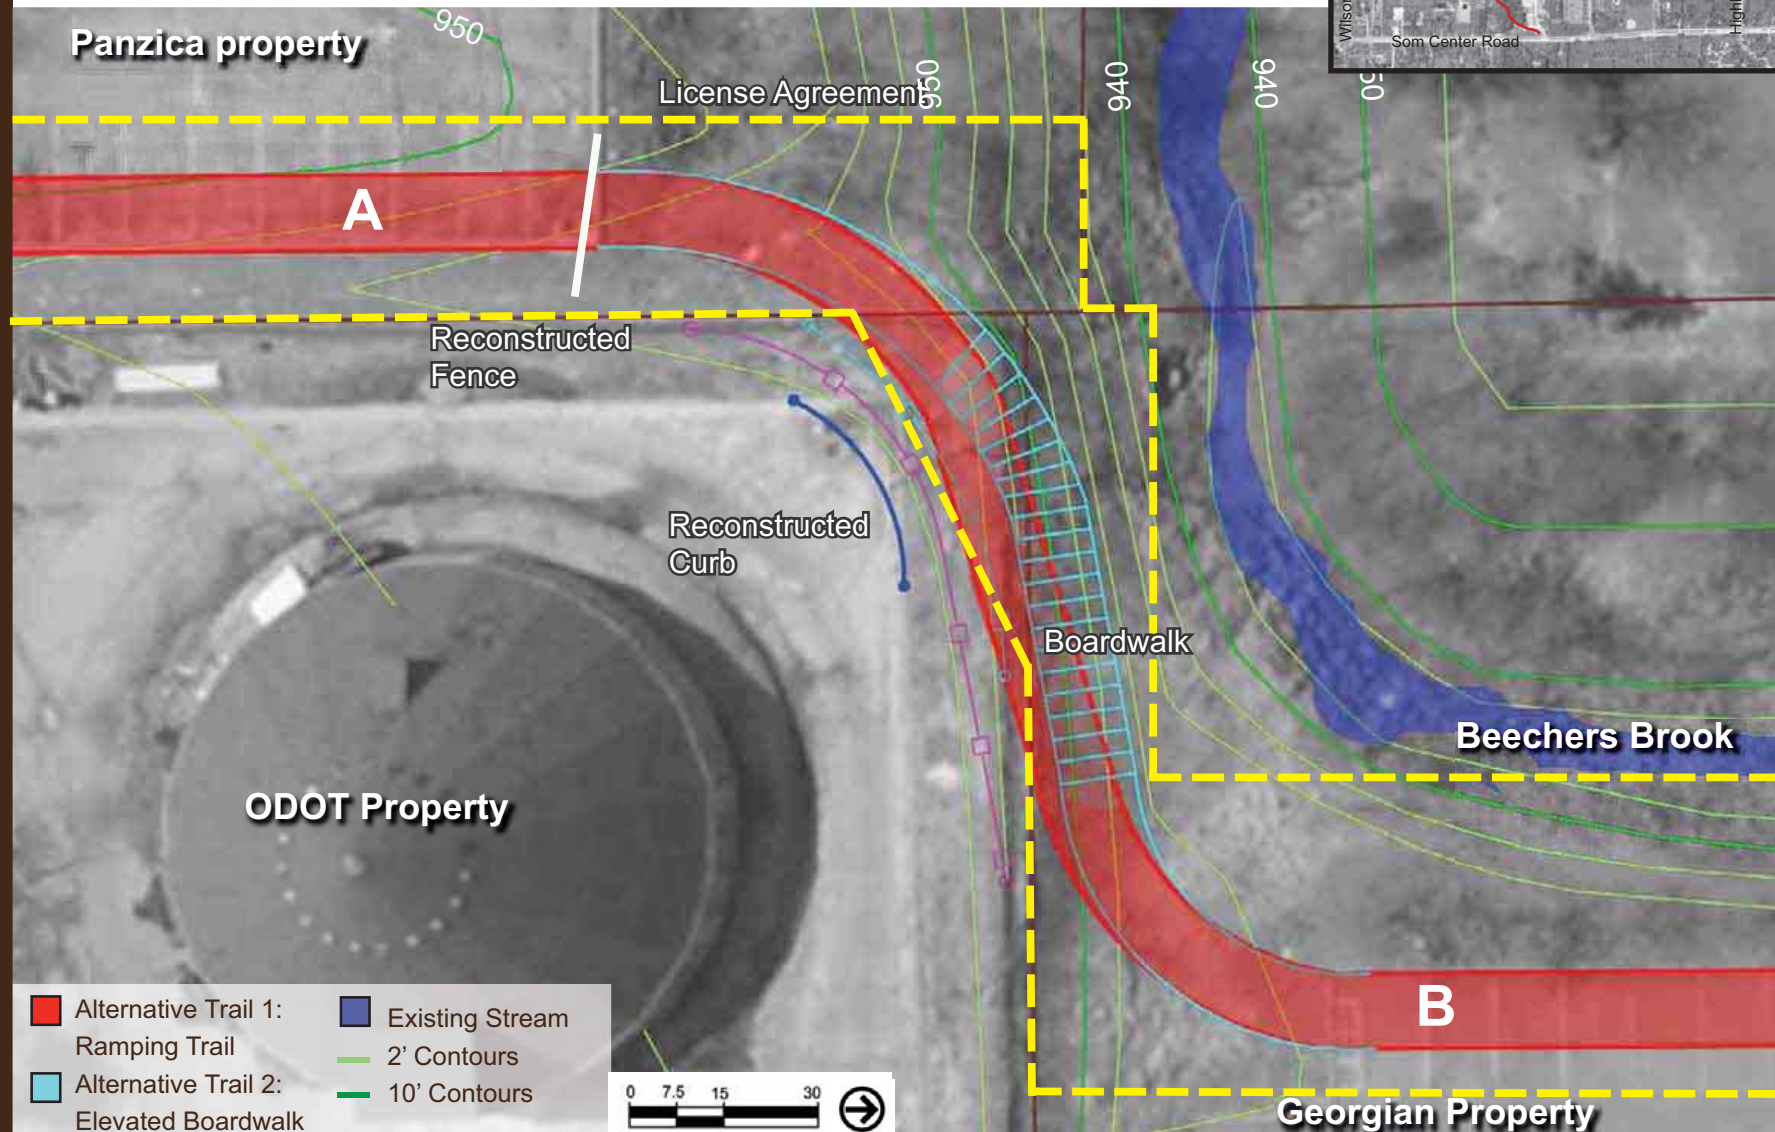 Panzica property
950
License Agreement
950
940
940
Som Center Road
A
Reconstructed
Fence
Reconstructed
Curb
Boardwalk
Beechers Brook
ODOT Property
B
Georgian Property
Alternative Trail 1:
Ramping Trail
Alternative Trail 2:
Elevated Boardwalk
Existing Stream
2' Contours
10' Contours
0 7.5 15 30